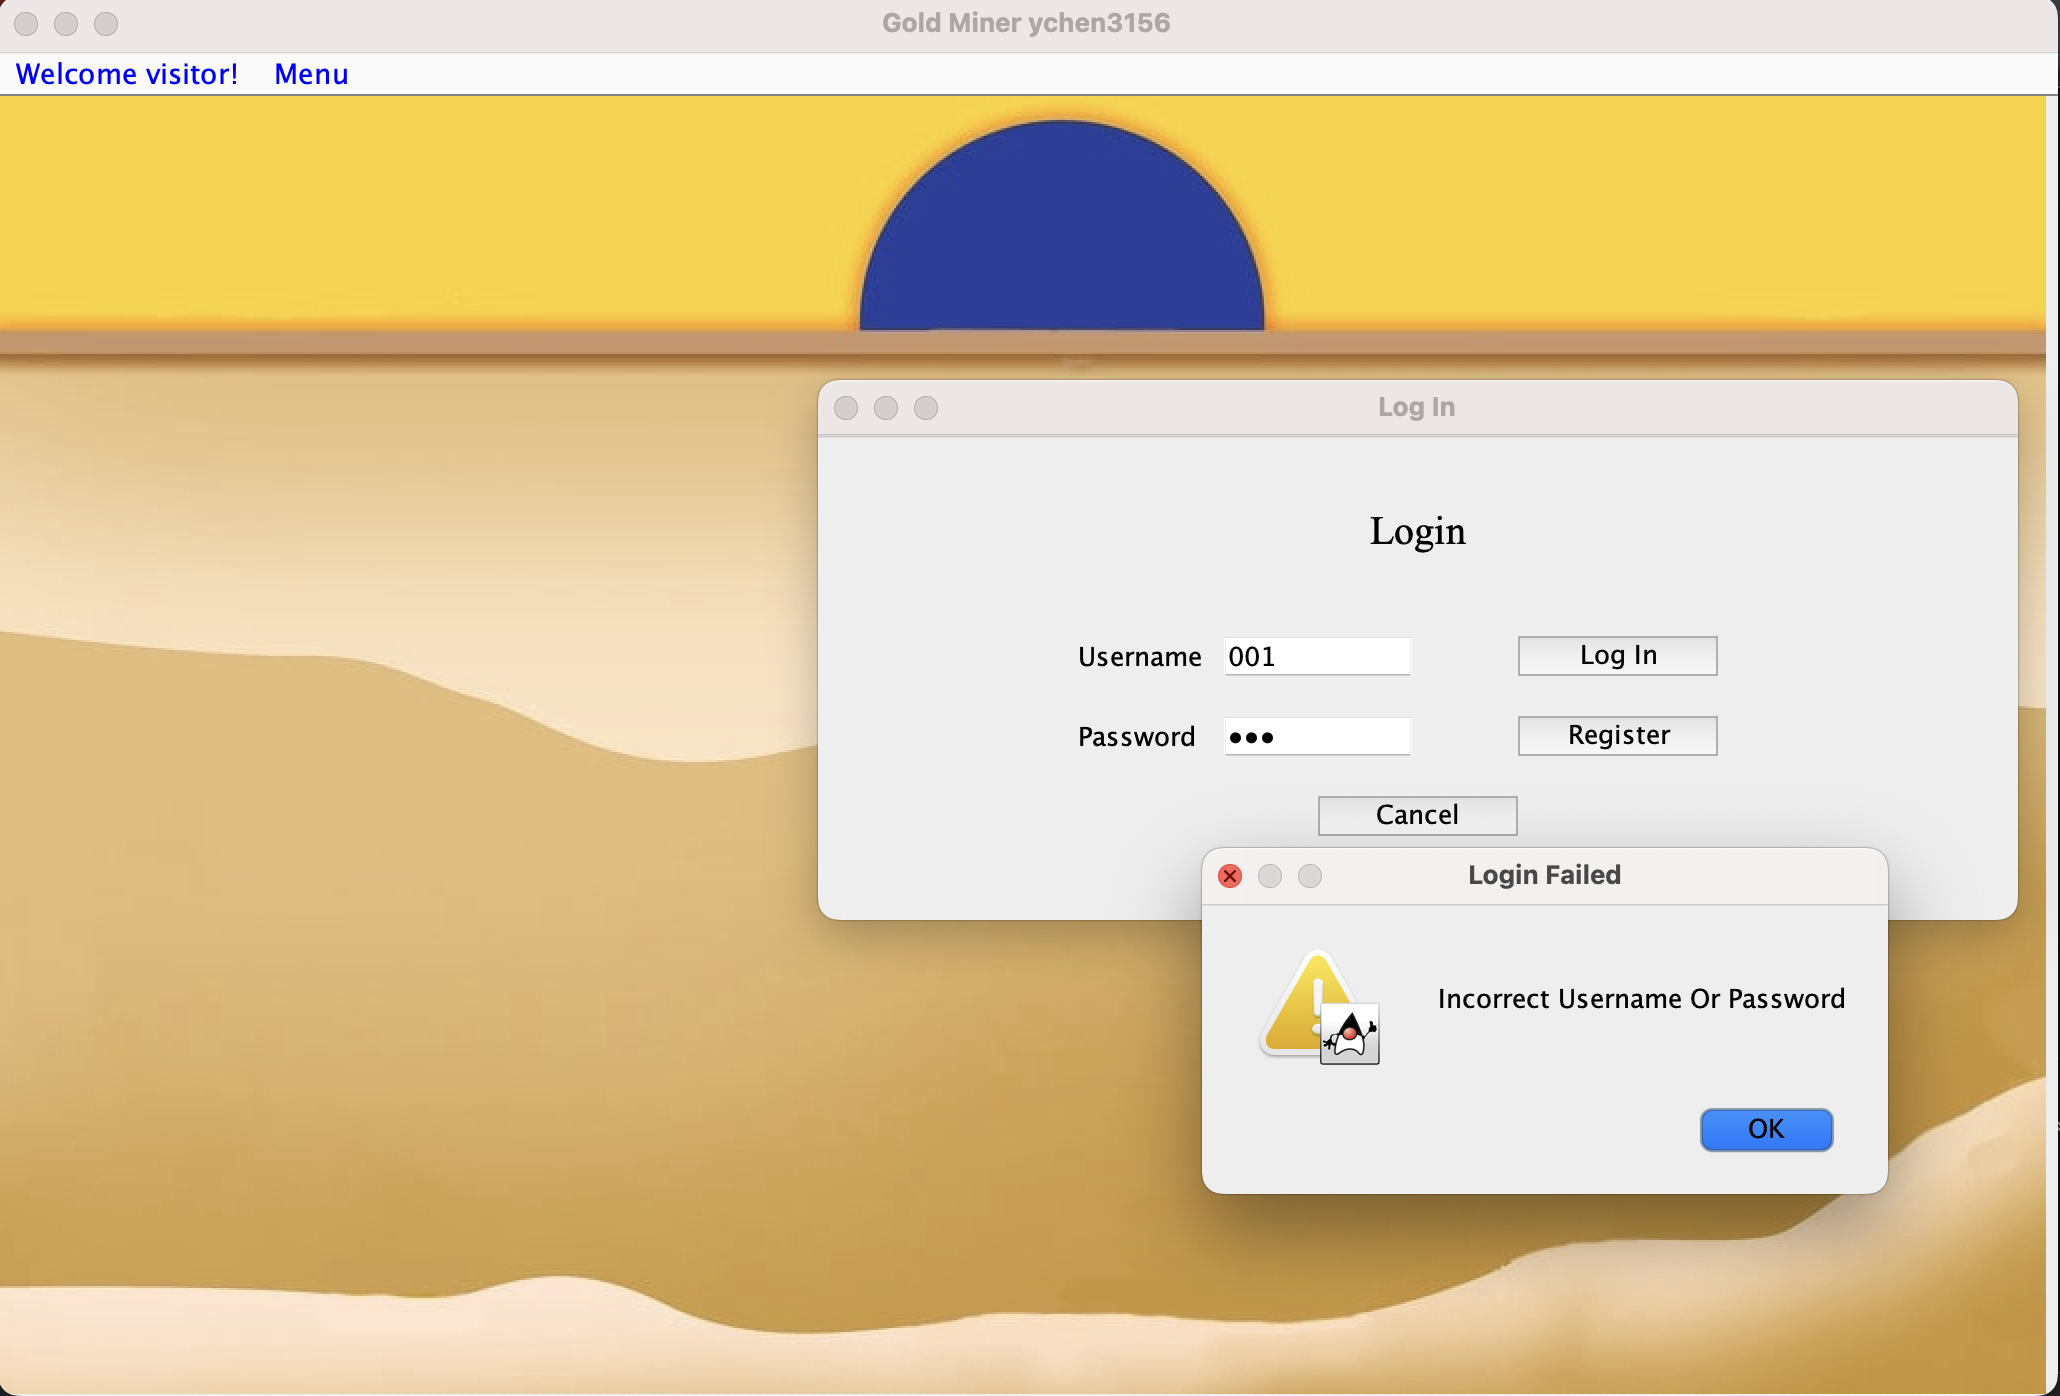 Gold Miner ychen3156
Welcome visitor! Menu
Log In
Login
Username 001 Log In
Password ●●● Register
Cancel
Login Failed
Incorrect Username Or Password
OK